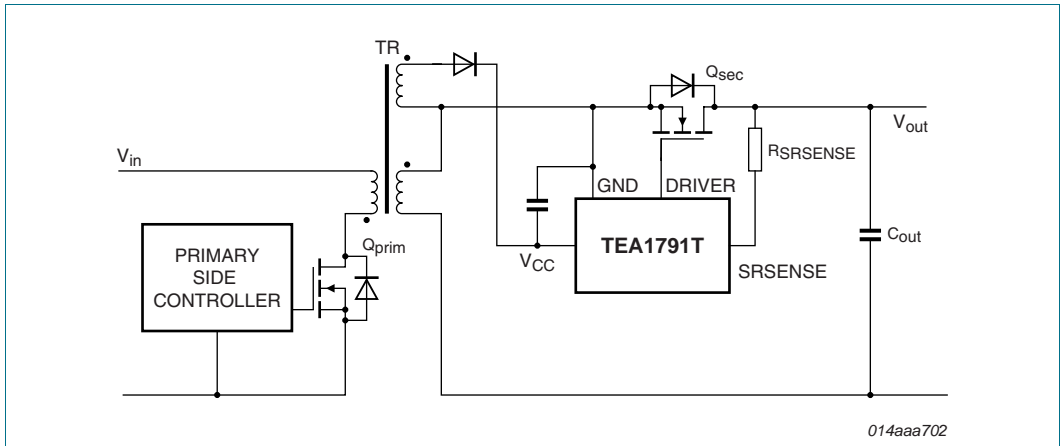 TR
Qsec
Vout
RSRSENSE
Vin
GND
DRIVER
TEA1791T
Cout
Qprim
VCC
SRSENSE
PRIMARY
SIDE
CONTROLLER
014aaa702